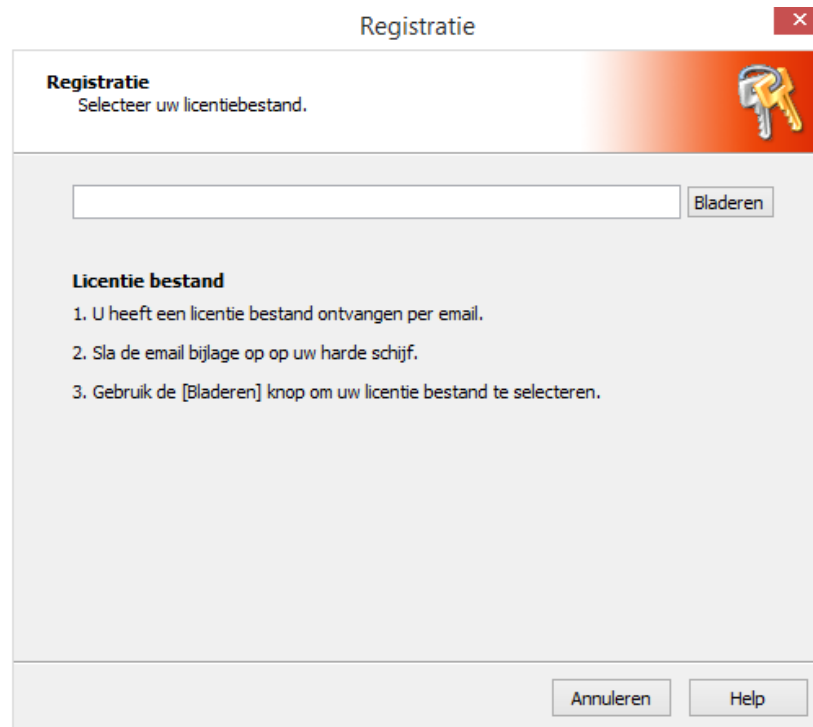 Registratie
Registratie
Selecteer uw licentiebestand.
Bladeren
Licentie bestand
1. U heeft een licentie bestand ontvangen per email.
2. Sla de email bijlage op op uw harde schijf.
3. Gebruik de [Bladeren] knop om uw licentie bestand te selecteren.
Annuleren Help